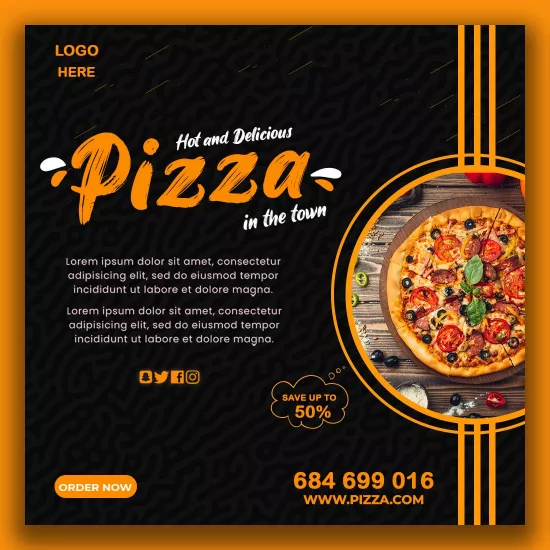 LOGO
HERE
Hot and Delicious
Pizza
in the town
Lorem ipsum dolor sit amet, consectetur
adipisicing elit, sed do eiusmod tempor
incididunt ut labore et dolore magna.
Lorem ipsum dolor sit amet, consectetur
adipisicing elit, sed do eiusmod tempor
incididunt ut labore et dolore magna.
SAVE UP TO
50%
684 699 016
ORDER NOW
WWW.PIZZA.COM